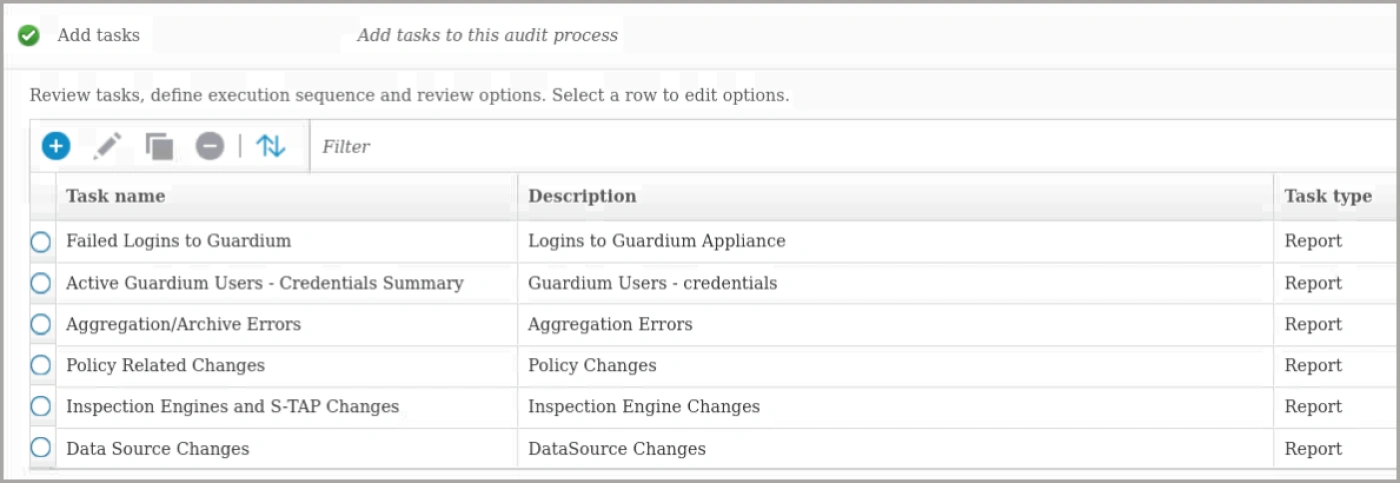 Add tasks Add tasks to this audit process
Review tasks, define execution sequence and review options. Select a row to edit options.
Filter
Task name Description Task type
Failed Logins to Guardium Logins to Guardium Appliance Report
Active Guardium Users - Credentials Summary Guardium Users - credentials Report
Aggregation/Archive Errors Aggregation Errors Report
Policy Related Changes Policy Changes Report
Inspection Engines and S-TAP Changes Inspection Engine Changes Report
Data Source Changes DataSource Changes Report